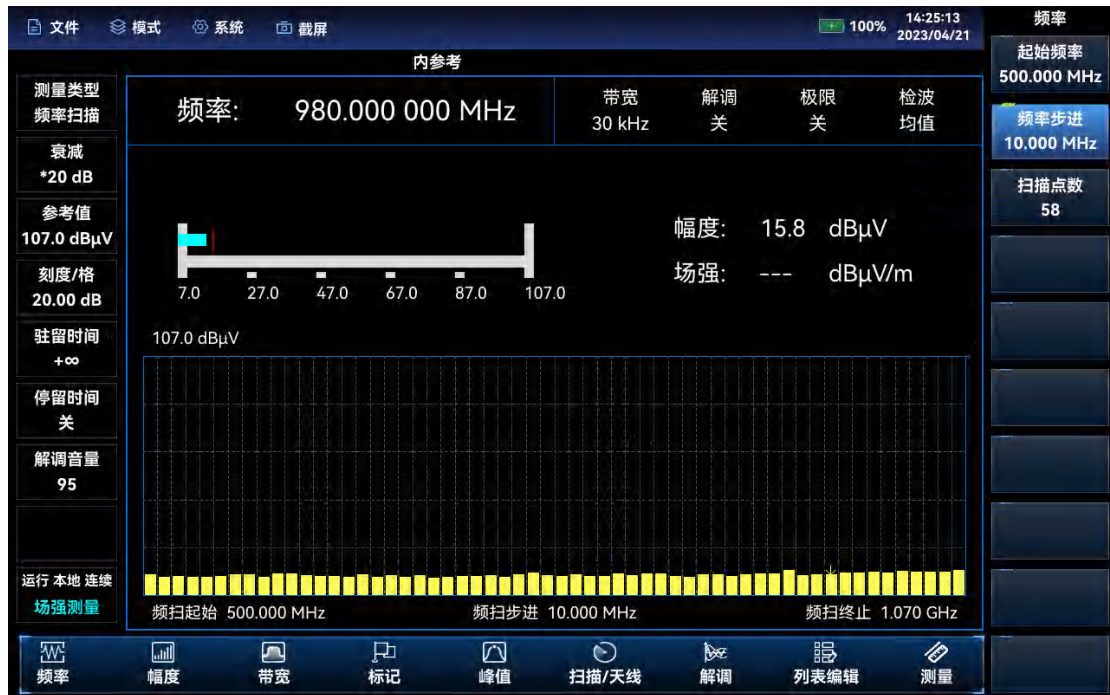 文件 模式 系统 截屏 100% 14:25:13
2023/04/21
频率
内参考
起始频率
500.000 MHz
频率步进
10.000 MHz
扫描点数
58
测量类型
频率扫描
衰减
*20 dB
参考值
107.0 dBµV
刻度/格
20.00 dB
驻留时间
+∞
停留时间
关
解调音量
95
运行 本地 连续
场强测量
频率: 980.000 000 MHz
带宽 解调 极限 检波
30 kHz 关 关 均值
幅度: 15.8 dBµV
场强: --- dBµV/m
7.0 27.0 47.0 67.0 87.0 107.0
107.0 dBµV
频扫起始 500.000 MHz 频扫步进 10.000 MHz 频扫终止 1.070 GHz
频率 幅度 带宽 标记 峰值 扫描/天线 解调 列表编辑 测量